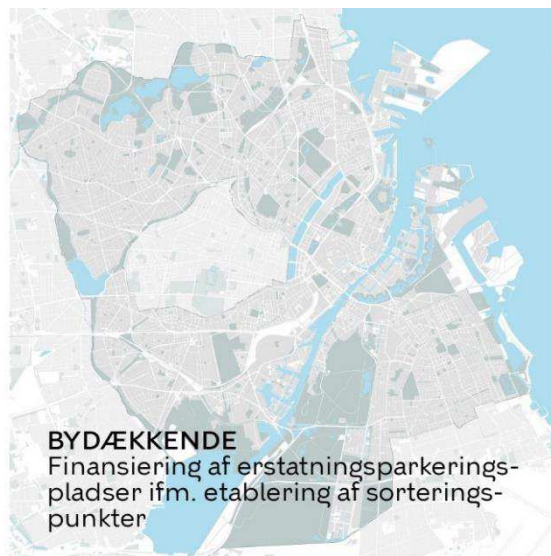 BYDÆKKENDE
Finansiering af erstatningsparkerings-
pladser ifm. etablering af sorterings-
punkter